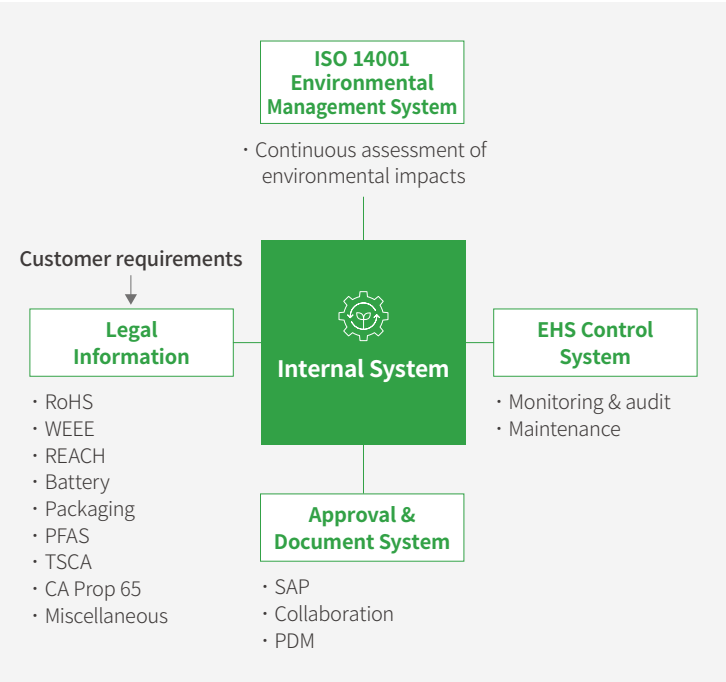 ISO 14001
Environmental
Management System
· Continuous assessment of
environmental impacts
Customer requirements
Legal
Information
· RoHS
· WEEE
· REACH
· Battery
· Packaging
· PFAS
· TSCA
· CA Prop 65
· Miscellaneous
Internal System
EHS Control
System
· Monitoring & audit
· Maintenance
Approval &
Document System
· SAP
· Collaboration
· PDM